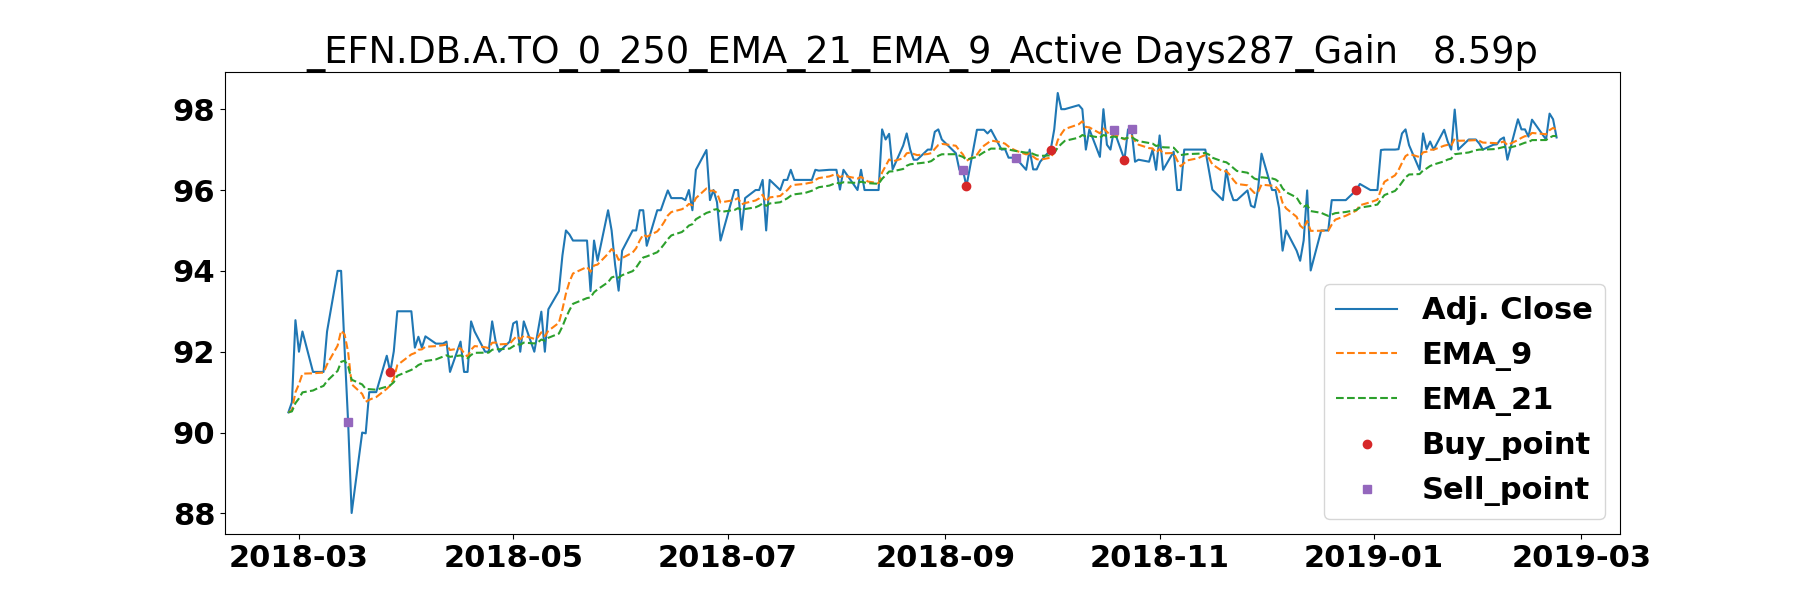 _EFN.DB.A.TO_0_250_EMA_21_EMA_9_Active Days287_Gain   8.59p
98
96
94
92
90
88
Adj. Close
EMA_9
EMA_21
Buy_point
Sell_point
2018-03 2018-05 2018-07 2018-09 2018-11 2019-01 2019-03